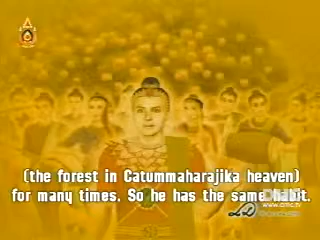 (the forest in Catummaharajika heaven)
for many times. So he has the same habit.